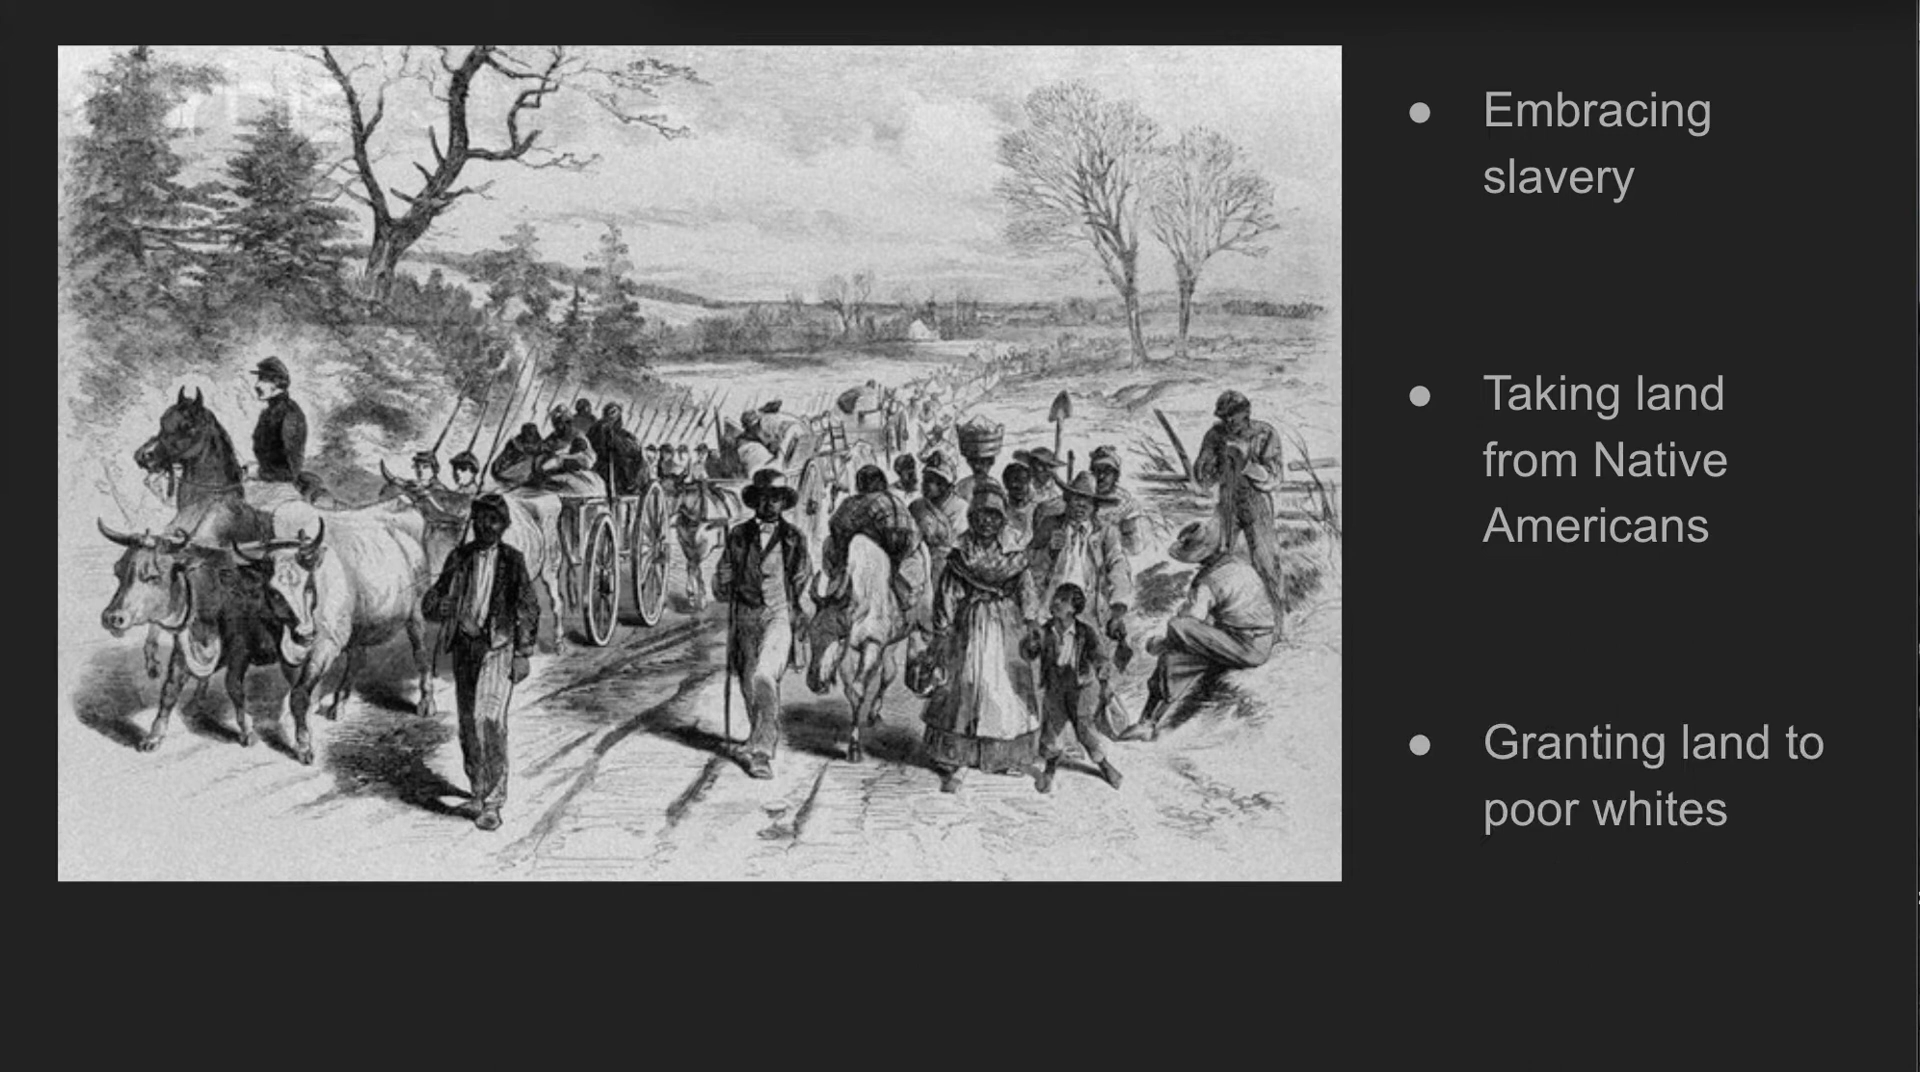 ● Embracing
slavery
● Taking land
from Native
Americans
● Granting land to
poor whites